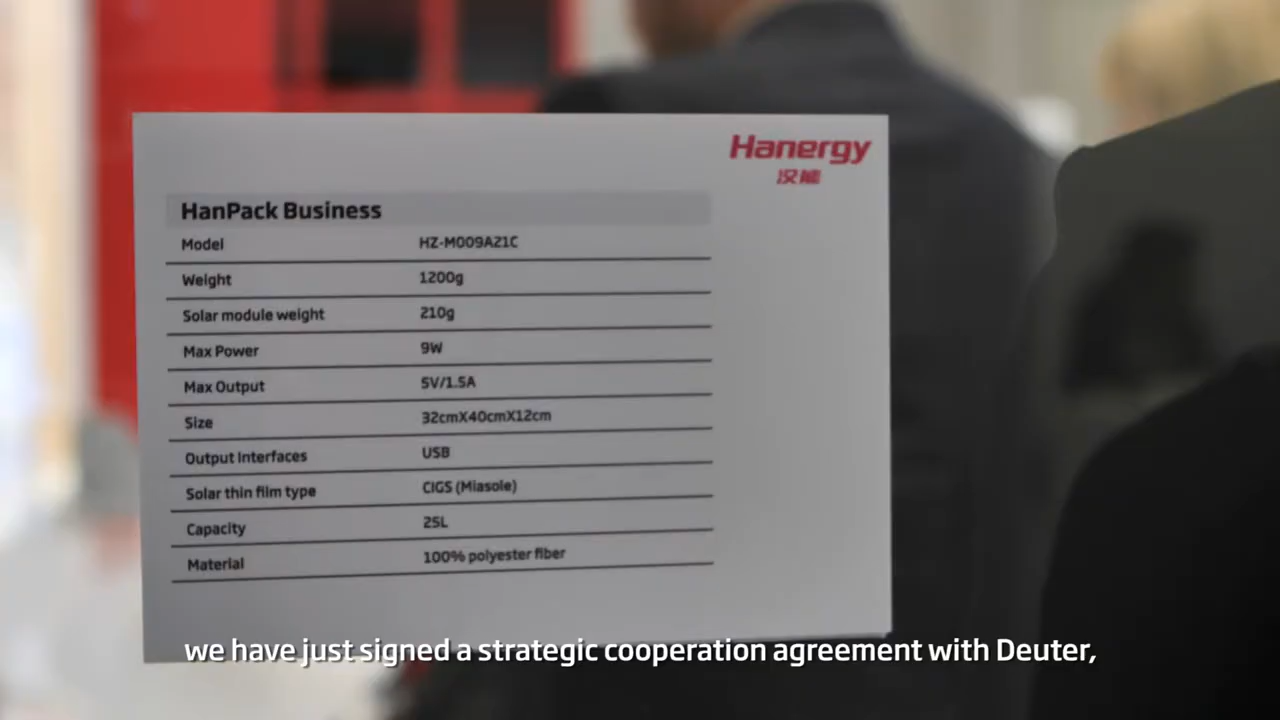 Hanergy
汉能
HanPack Business
Model HZ-M009A21C
Weight 1200g
Solar module weight 210g
Max Power 9W
Max Output 5V/1.5A
Size 32cmX40cmX12cm
Output Interfaces USB
Solar thin film type CIGS (Miasole)
Capacity 25L
Material 100% polyester fiber
we have just signed a strategic cooperation agreement with Deuter,